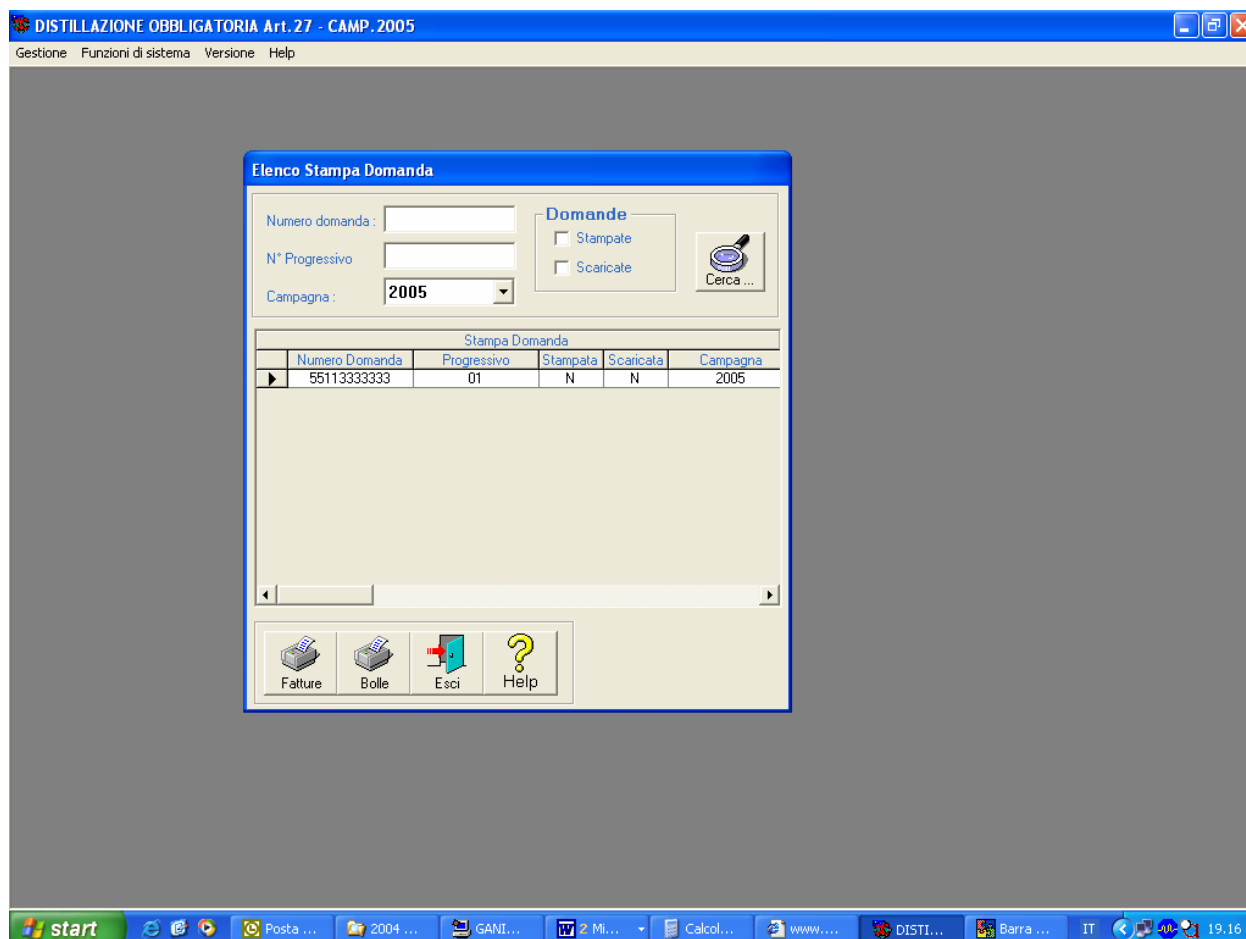 DISTILLAZIONE OBBLIGATORIA Art.27 - CAMP.2005
Gestione Funzioni di sistema Versione Help
Elenco Stampa Domanda
Numero domanda :
N° Progressivo
Campagna : 2005
Domande
Stampate
Scaricate
Cerca ...
Stampa Domanda
Numero Domanda Progressivo Stampata Scaricata Campagna
55113333333 01 N N 2005
Fatture Bolle Esci Help
start Posta ... 2004 ... GANI... 2 Mi... Calcol... www.... DISTI... Barra ... IT 19.16